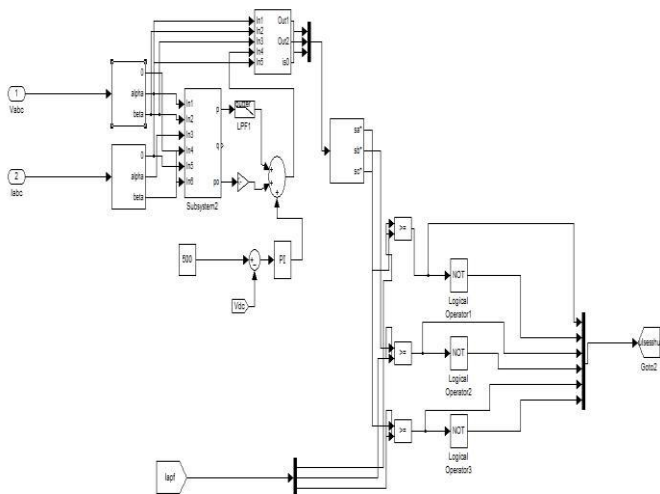 In1
In2
In3
In4
In5
Out1
Out2
is0
1
Vabc
0
alpha
beta
2
Iabc
0
alpha
beta
In1
In2
In3
In4
In5
In6
p
q
po
Subsystem2
butter
LPF1
+
+
+
500
+
PI
Vdc
sa*
sb*
sc*
>=
NOT
Logical
Operator1
>=
NOT
Logical
Operator2
>=
NOT
Logical
Operator3
Goto2
Iapf